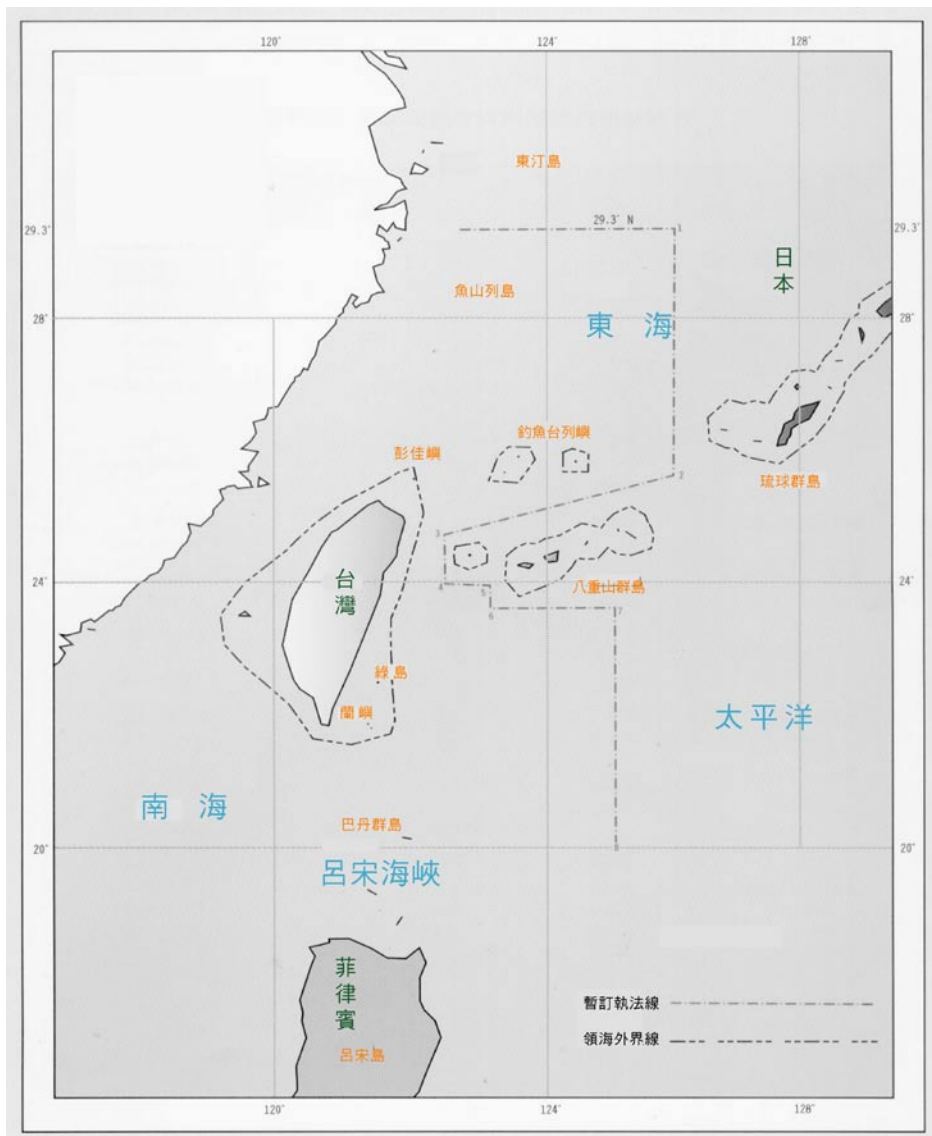 120°
124°
128°
東汀島
29.3°
29.3° N
1
29.3°
日本
魚山列島
28°
東 海
28°
釣魚台列嶼
彭佳嶼
2
琉球群島
3
台灣
24°
八重山群島
24°
4
5
6
7
綠島
蘭嶼
太平洋
南 海
巴丹群島
20°
8
20°
呂宋海峽
菲律賓
暫訂執法線
領海外界線
呂宋島
120°
124°
128°